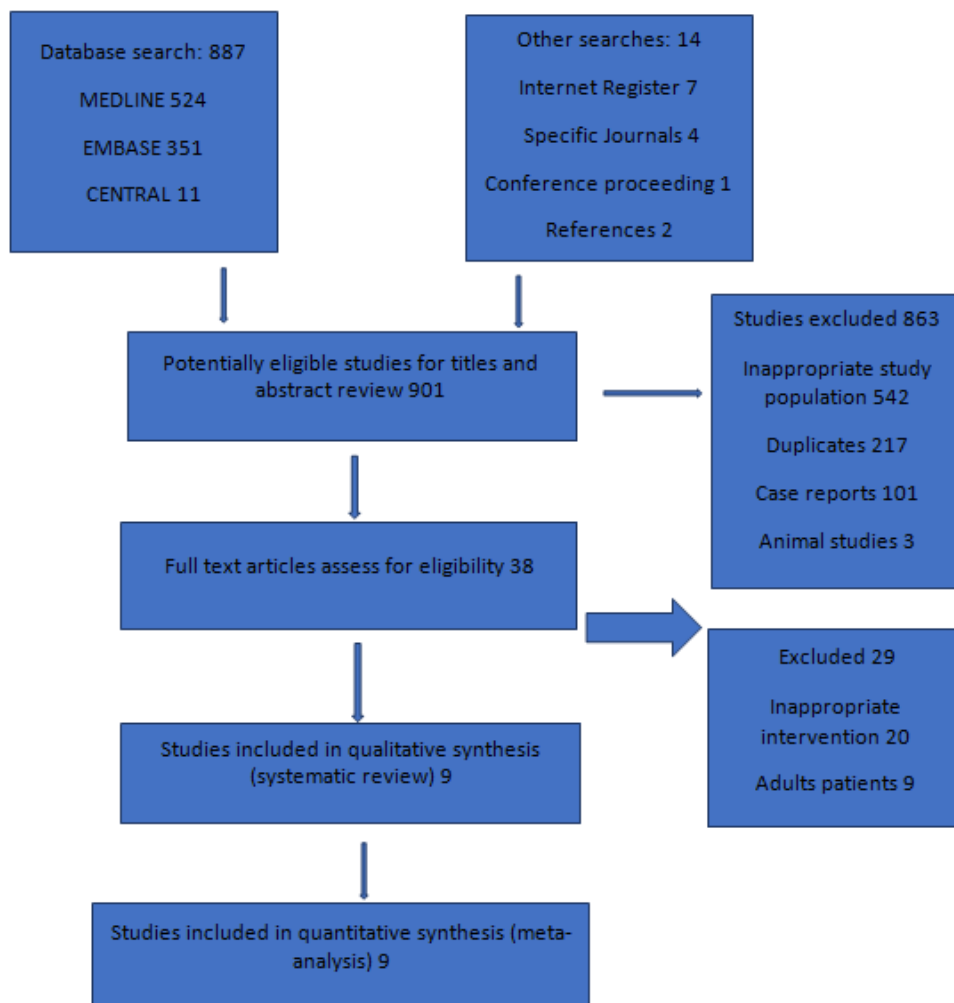 Database search: 887
MEDLINE 524
EMBASE 351
CENTRAL 11
Other searches: 14
Internet Register 7
Specific Journals 4
Conference proceeding 1
References 2
Potentially eligible studies for titles and
abstract review 901
Studies excluded 863
Inappropriate study
population 542
Duplicates 217
Case reports 101
Animal studies 3
Full text articles assess for eligibility 38
Excluded 29
Inappropriate
intervention 20
Adults patients 9
Studies included in qualitative synthesis
(systematic review) 9
Studies included in quantitative synthesis (meta-
analysis) 9